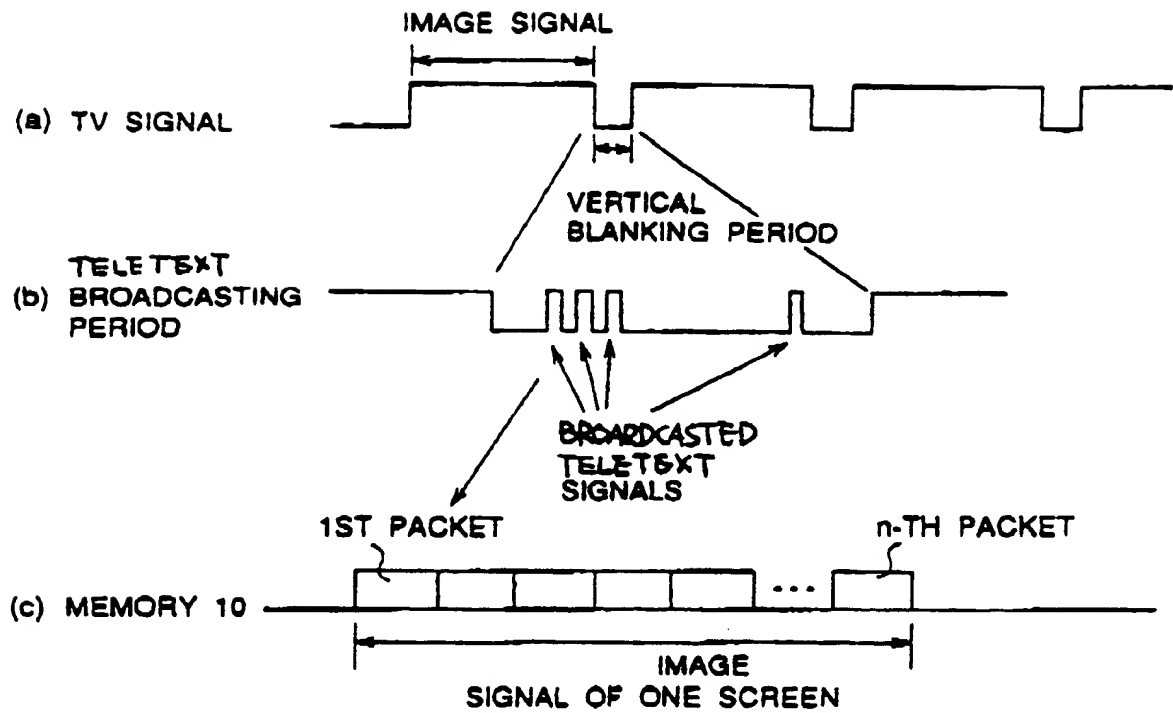 IMAGE SIGNAL
(a) TV SIGNAL
VERTICAL
BLANKING PERIOD
TELETEXT
(b) BROADCASTING
PERIOD
BROARDCASTED
TELETEXT
SIGNALS
1ST PACKET
n-TH PACKET
(c) MEMORY 10
IMAGE
SIGNAL OF ONE SCREEN